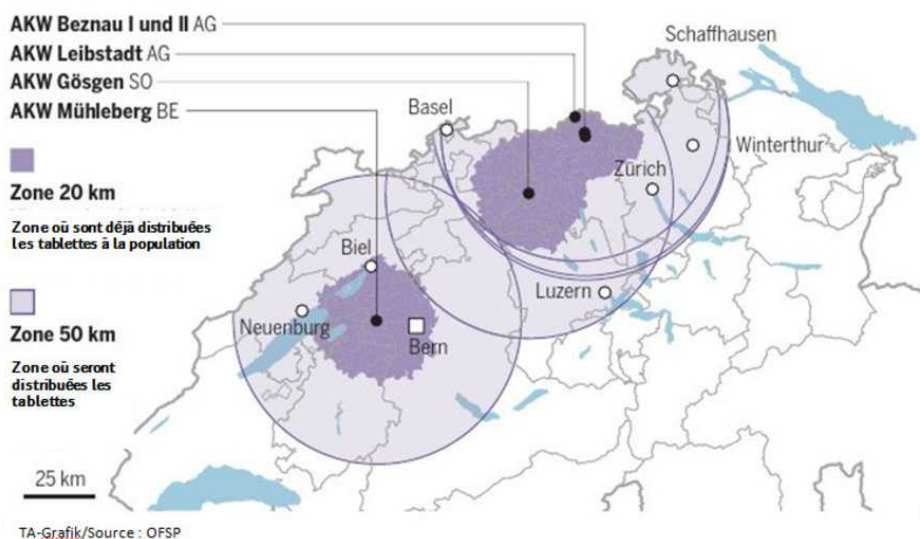 AKW Beznau I und II AG
AKW Leibstadt AG
AKW Gösgen SO
AKW Mühleberg BE
Schaffhausen
Basel
Winterthur
Zürich
Zone 20 km
Zone où sont déjà distribuées
les tablettes à la population
Biel
Luzern
Zone 50 km
Neuenburg
Bern
Zone où seront
distribuées les
tablettes
25 km
TA-Grafik/Source : OFSP